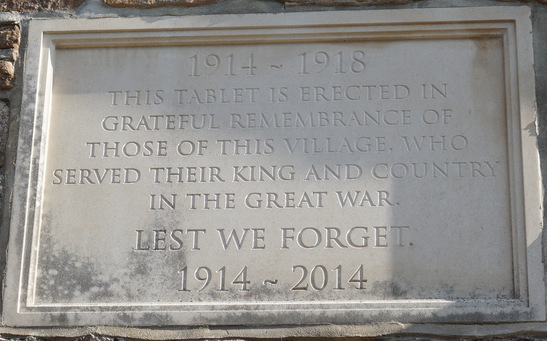 1914 ~ 1918
THIS TABLET IS ERECTED IN
GRATEFUL REMEMBRANCE OF
THOSE OF THIS VILLAGE, WHO
SERVED THEIR KING AND COUNTRY
IN THE GREAT WAR.
LEST WE FORGET.
1914 ~ 2014